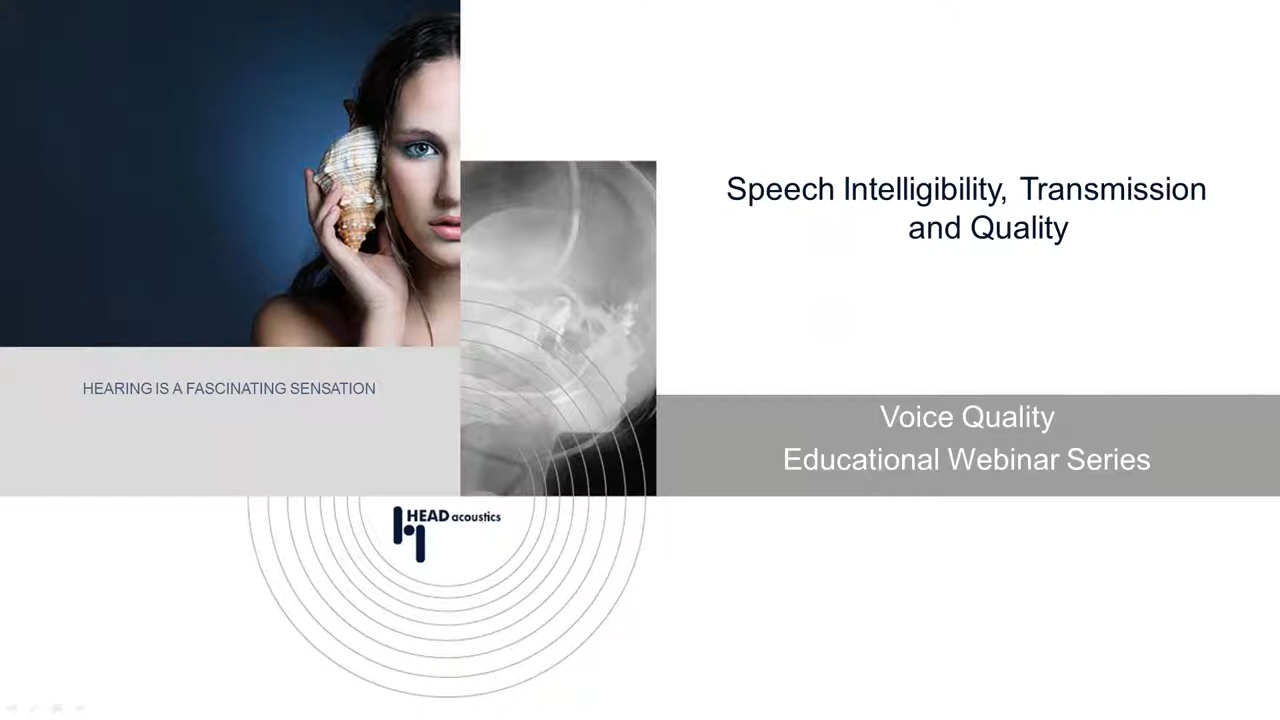 Speech Intelligibility, Transmission
and Quality
HEARING IS A FASCINATING SENSATION
Voice Quality
Educational Webinar Series
HEAD acoustics